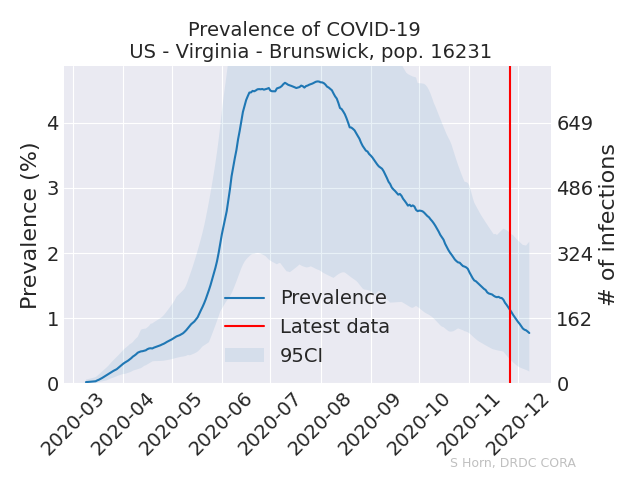 Prevalence of COVID-19
US - Virginia - Brunswick, pop. 16231
Prevalence (%)
4
3
2
1
0
649
486
324
162
0
# of infections
Prevalence
Latest data
95CI
2020-03
2020-04
2020-05
2020-06
2020-07
2020-08
2020-09
2020-10
2020-11
2020-12
S Horn, DRDC CORA